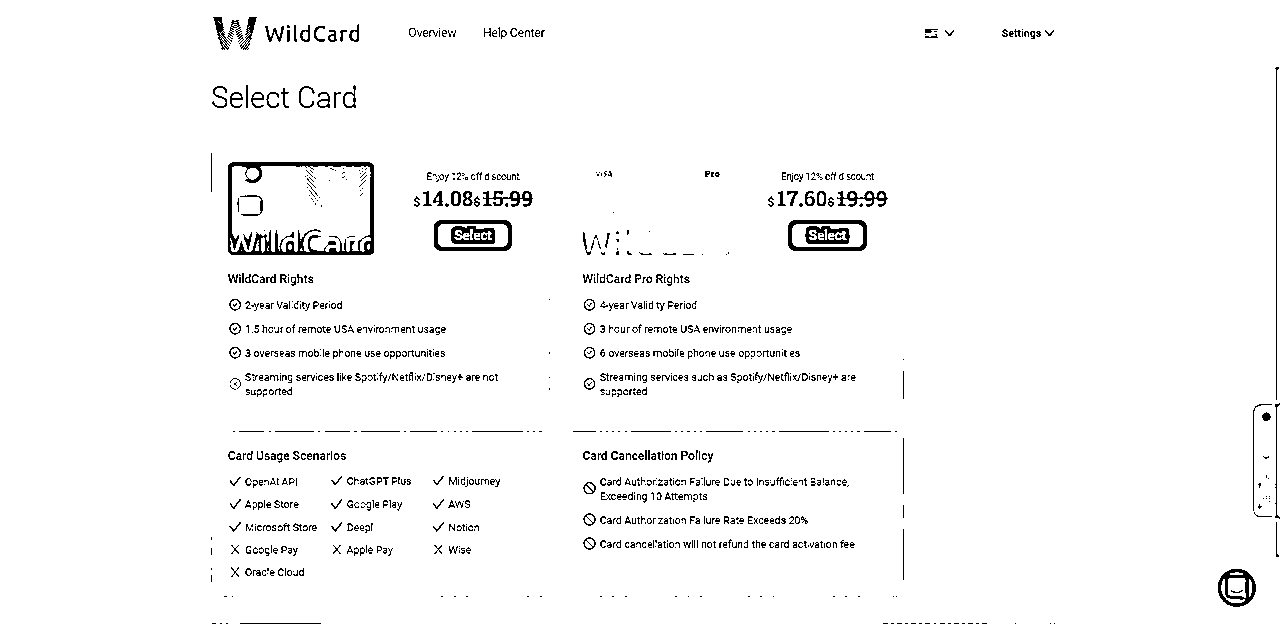 WildCard
Overview
Help Center
Settings
Select Card
Enjoy 12% off discount
$14.08$15.99
Select
WildCard
VISA
Pro
Enjoy 12% off discount
$17.60$19.99
Select
WildCard Rights
2-year Validity Period
1.5 hour of remote USA environment usage
3 overseas mobile phone use opportunities
Streaming services like Spotify/Netflix/Disney+ are not
supported
WildCard Pro Rights
4-year Validity Period
3 hour of remote USA environment usage
6 overseas mobile phone use opportunities
Streaming services such as Spotify/Netflix/Disney+ are
supported
Card Usage Scenarios
OpenAI API
ChatGPT Plus
Midjourney
Apple Store
Google Play
AWS
Microsoft Store
Deepl
Notion
Google Pay
Apple Pay
Wise
Oracle Cloud
Card Cancellation Policy
Card Authorization Failure Due to Insufficient Balance,
Exceeding 10 Attempts
Card Authorization Failure Rate Exceeds 20%
Card cancellation will not refund the card activation fee